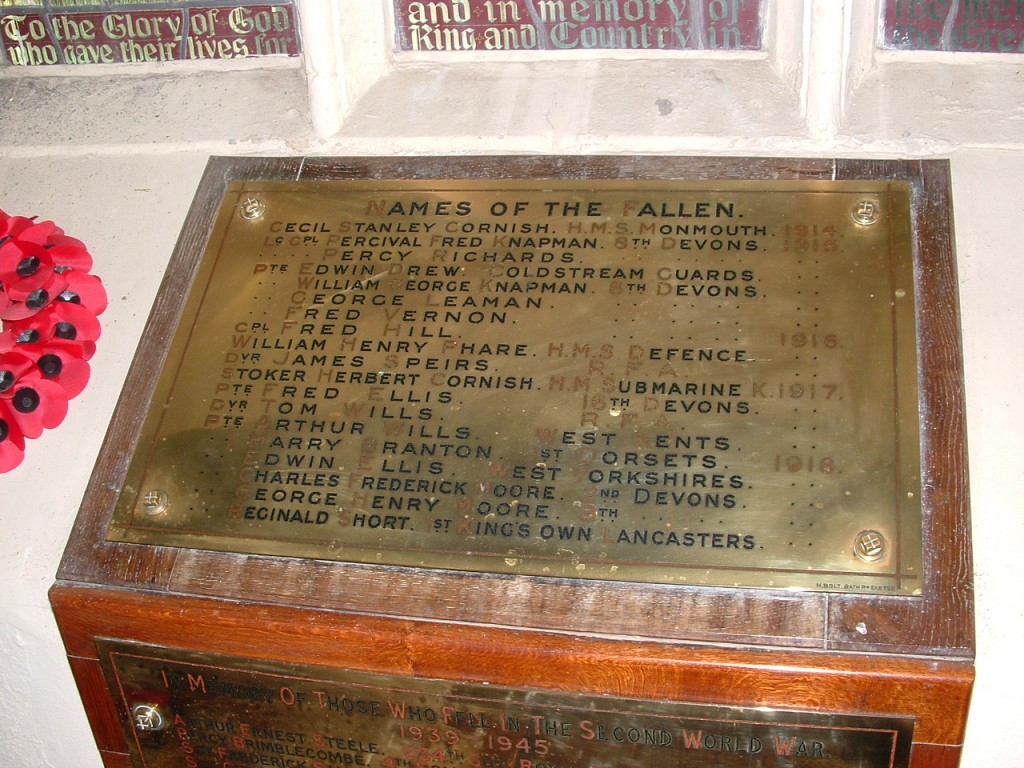 To the Glory of God
who gave their lives for
and in memory of
King and Country in
NAMES OF THE FALLEN.
CECIL STANLEY CORNISH. H.M.S. MONMOUTH. 1914.
LCE CPL PERCIVAL FRED KNAPMAN. 8TH DEVONS. 1915.
PERCY RICHARDS.
PTE EDWIN DREW. COLDSTREAM GUARDS.
WILLIAM GEORGE KNAPMAN. 8TH DEVONS.
GEORGE LEAMAN.
FRED VERNON.
CPL FRED HILL. 1916.
WILLIAM HENRY PHARE. H.M.S DEFENCE.
DVR JAMES SPEIRS. R.F.A.
STOKER HERBERT CORNISH. H.M. SUBMARINE K. 1917.
PTE FRED ELLIS. 16TH DEVONS.
DVR TOM WILLS. R.F.A.
PTE ARTHUR WILLS. WEST KENTS.
HARRY BRANTON. 1ST DORSETS. 1918.
EDWIN ELLIS. WEST YORKSHIRES.
CHARLES FREDERICK MOORE. 2ND DEVONS.
GEORGE HENRY MOORE. 5TH
REGINALD SHORT. 1ST KING'S OWN LANCASTERS.
IN MEMORY OF THOSE WHO FELL IN THE SECOND WORLD WAR
1939 1945
ARTHUR ERNEST STEELE.
PERCY BRIMBLECOMBE.